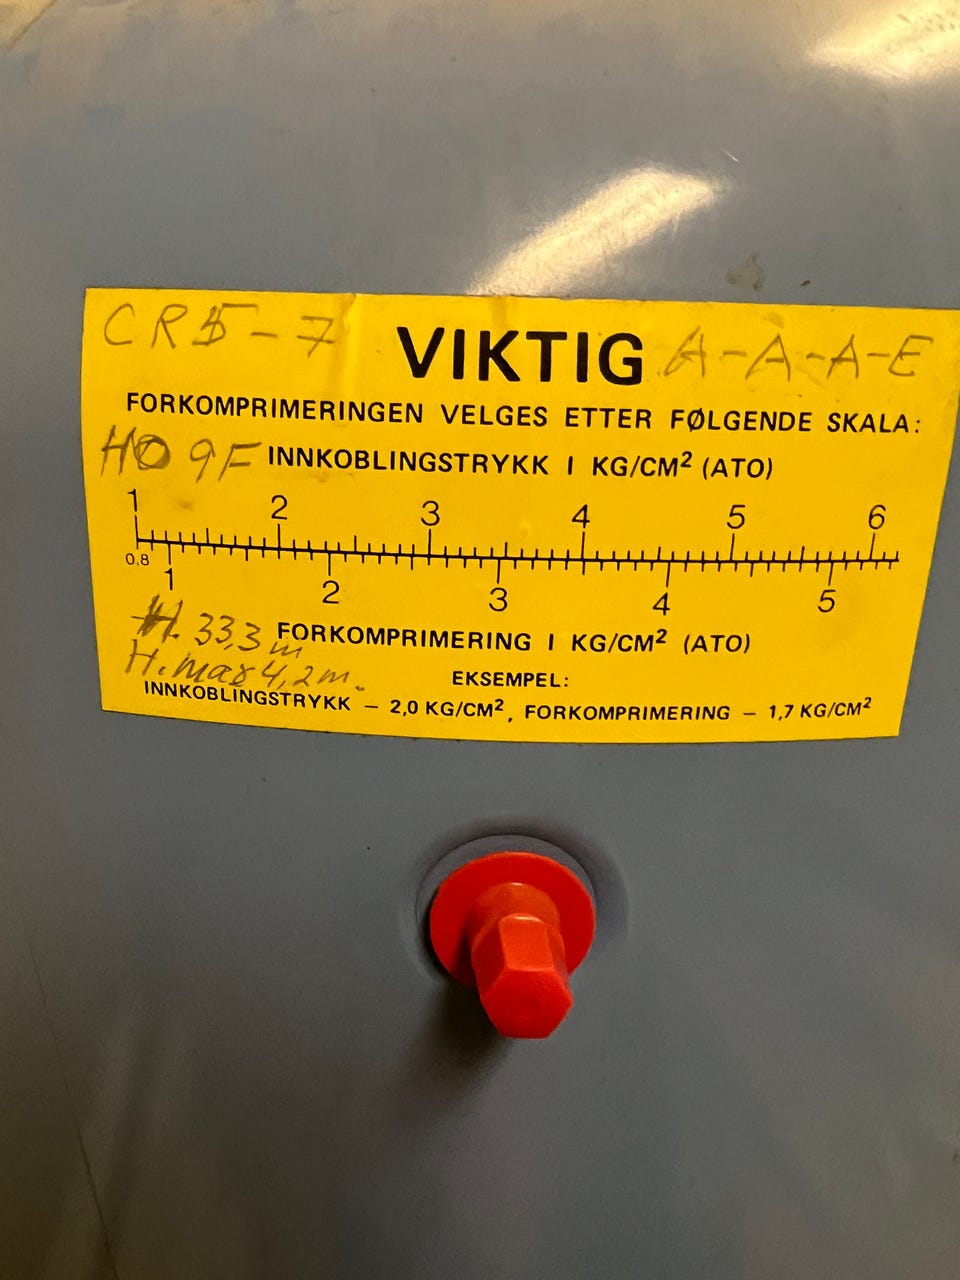 CR5-7 VIKTIG A-A-A-E
FORKOMPRIMERINGEN VELGES ETTER FØLGENDE SKALA:
9F INNKOBLINGSTRYKK I KG/CM² (ATO)
1 2 3 4 5 6
0.8 1 2 3 4 5
H. 33,3 m FORKOMPRIMERING I KG/CM² (ATO)
H. max 4,2 m. EKSEMPEL:
INNKOBLINGSTRYKK – 2,0 KG/CM², FORKOMPRIMERING – 1,7 KG/CM²